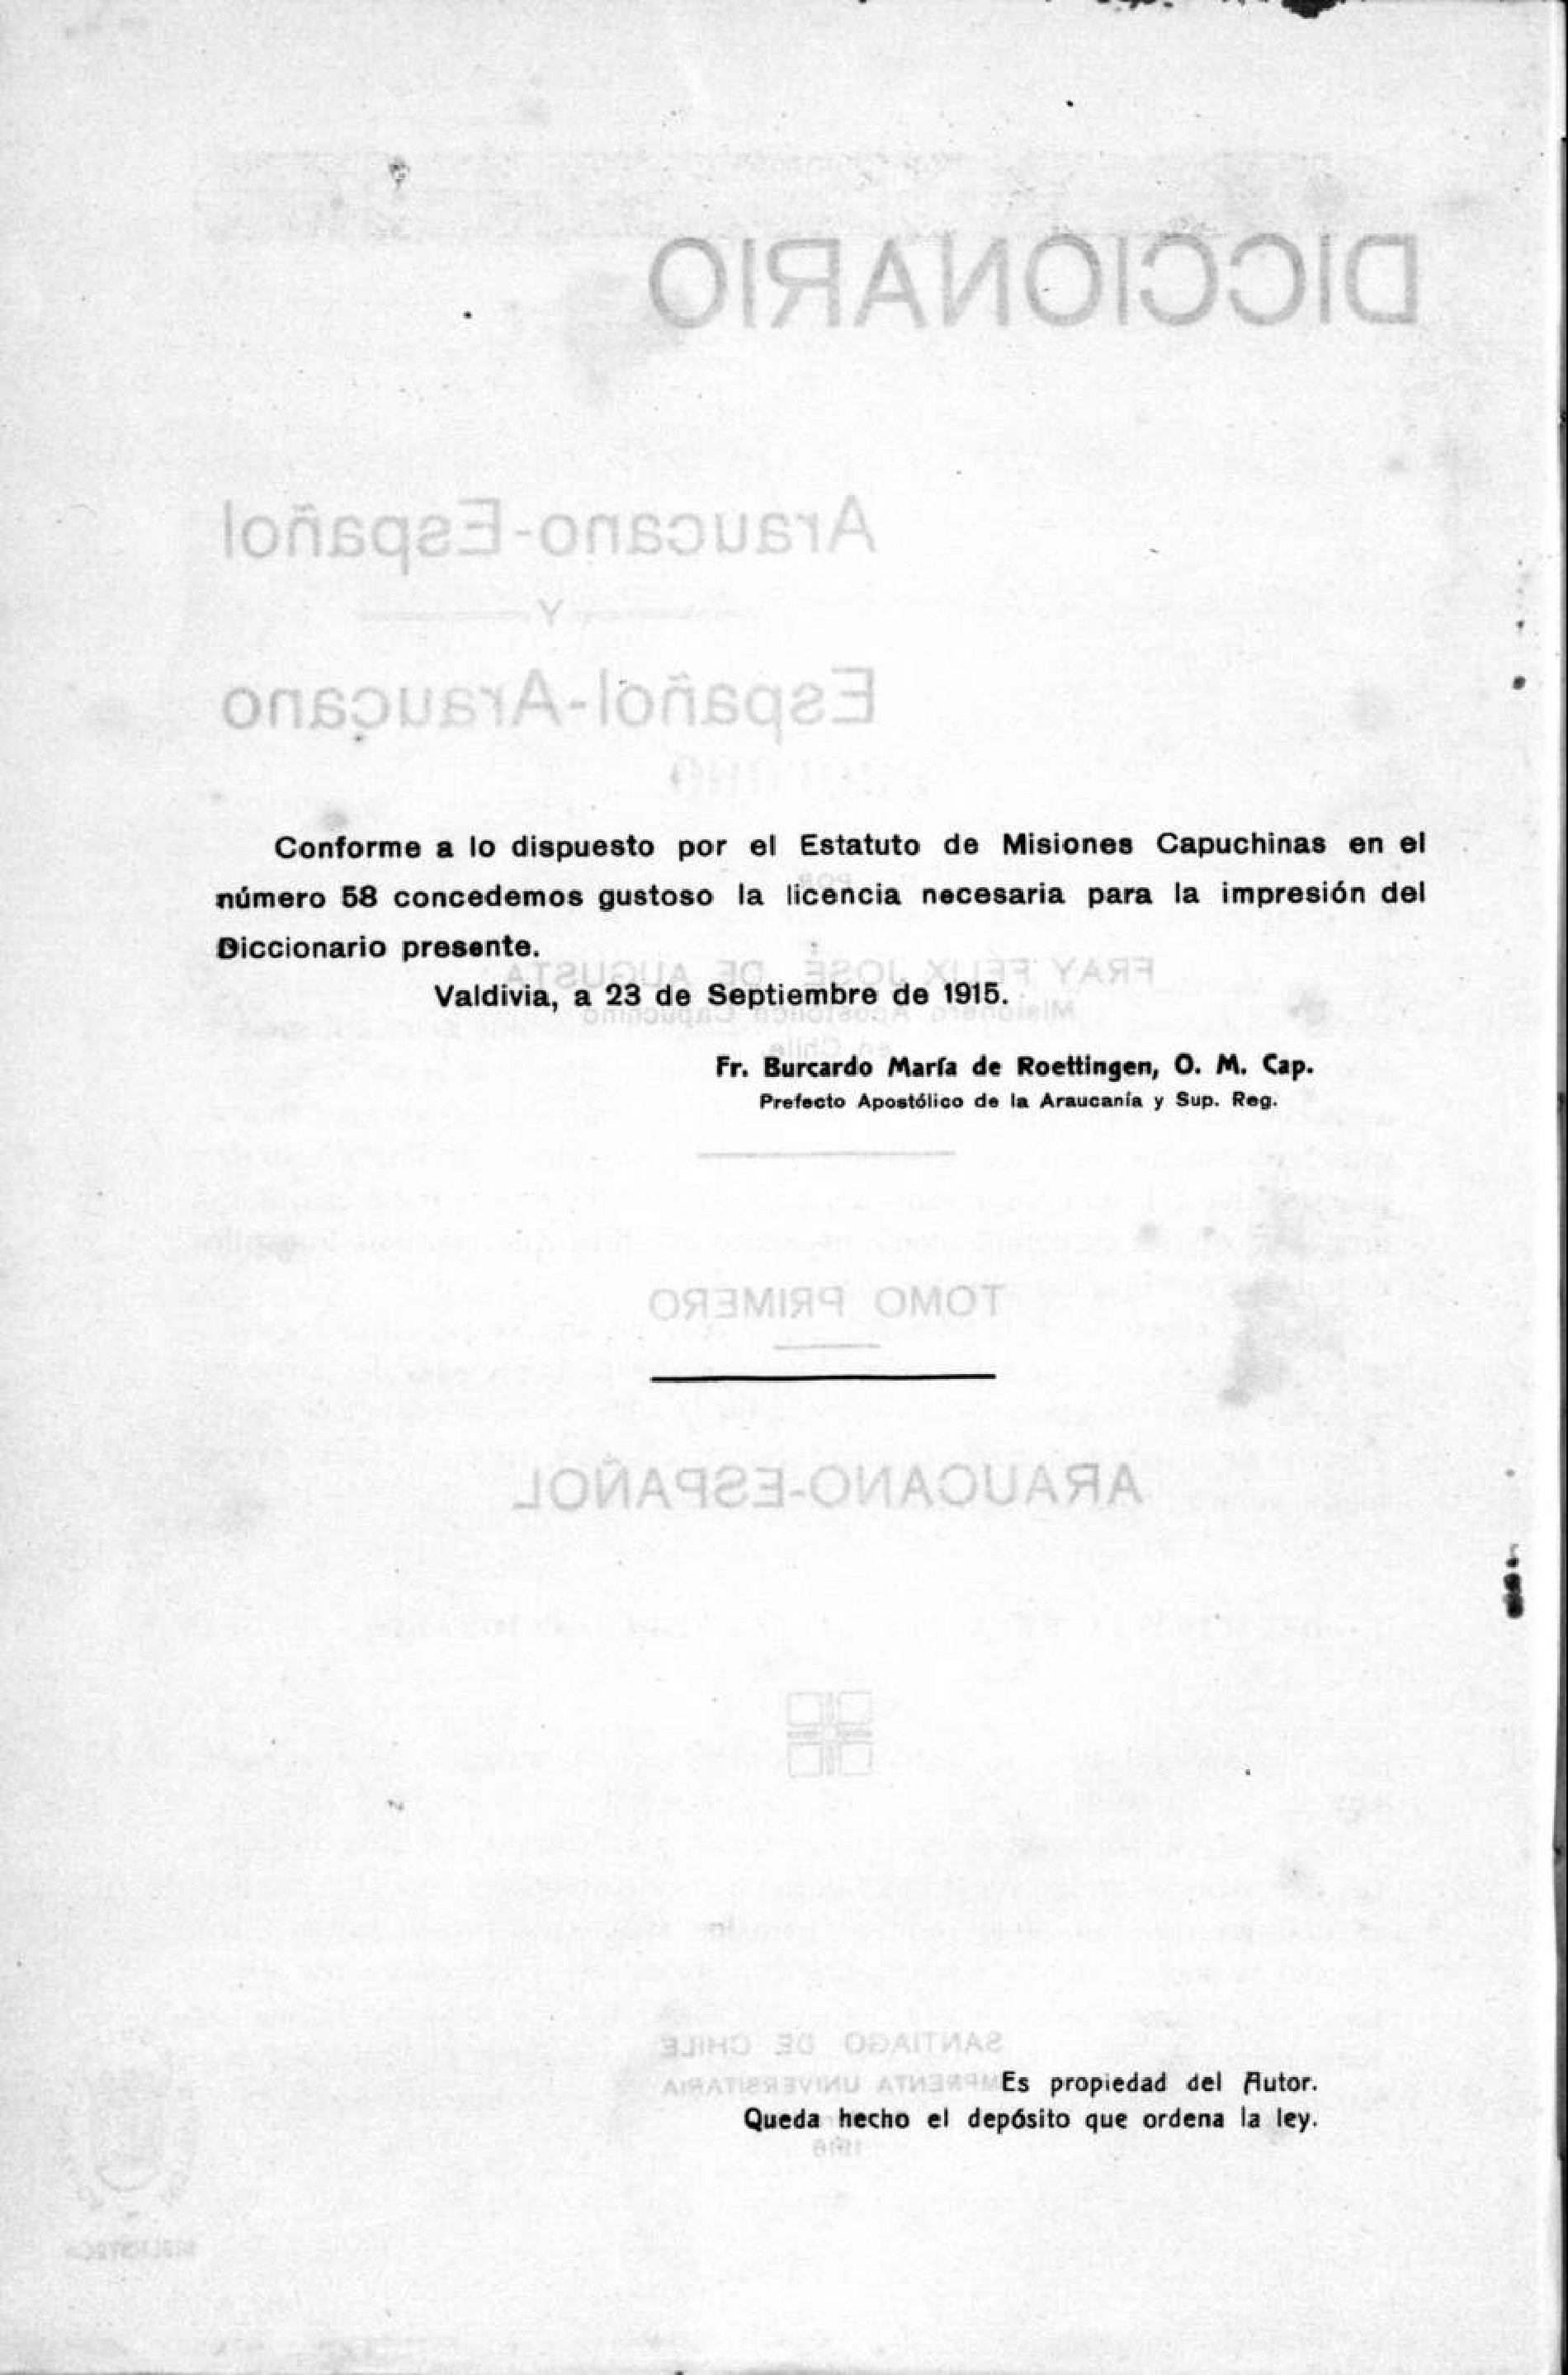 Conforme a lo dispuesto por el Estatuto de Misiones Capuchinas en el
número 58 concedemos gustoso la licencia necesaria para la impresión del
Diccionario presente.
Valdivia, a 23 de Septiembre de 1915.
Fr. Burcardo María de Roettingen, O. M. Cap.
Prefecto Apostólico de la Araucanía y Sup. Reg.
Es propiedad del Autor.
Queda hecho el depósito que ordena la ley.